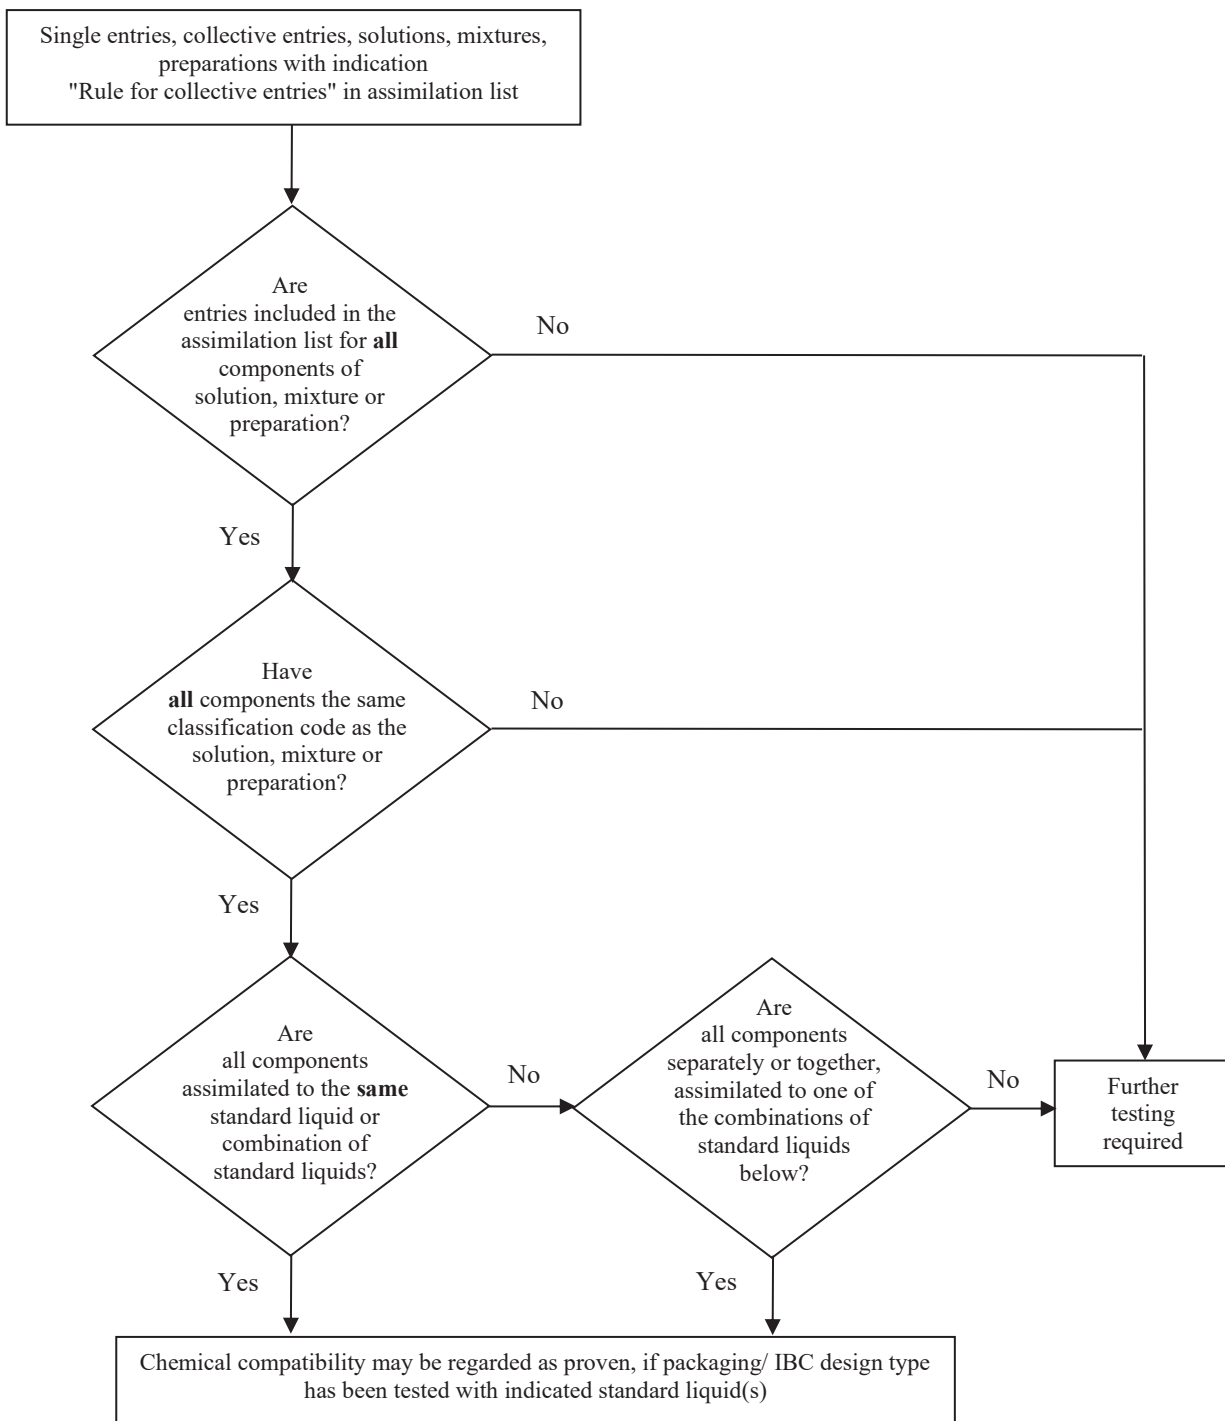 Single entries, collective entries, solutions, mixtures,
preparations with indication
"Rule for collective entries" in assimilation list
Are
entries included in the
assimilation list for all
components of
solution, mixture or
preparation?
No
Yes
Have
all components the same
classification code as the
solution, mixture or
preparation?
No
Yes
Are
all components
assimilated to the same
standard liquid or
combination of
standard liquids?
No
Are
all components
separately or together,
assimilated to one of
the combinations of
standard liquids
below?
No
Further
testing
required
Yes
Yes
Chemical compatibility may be regarded as proven, if packaging/ IBC design type
has been tested with indicated standard liquid(s)